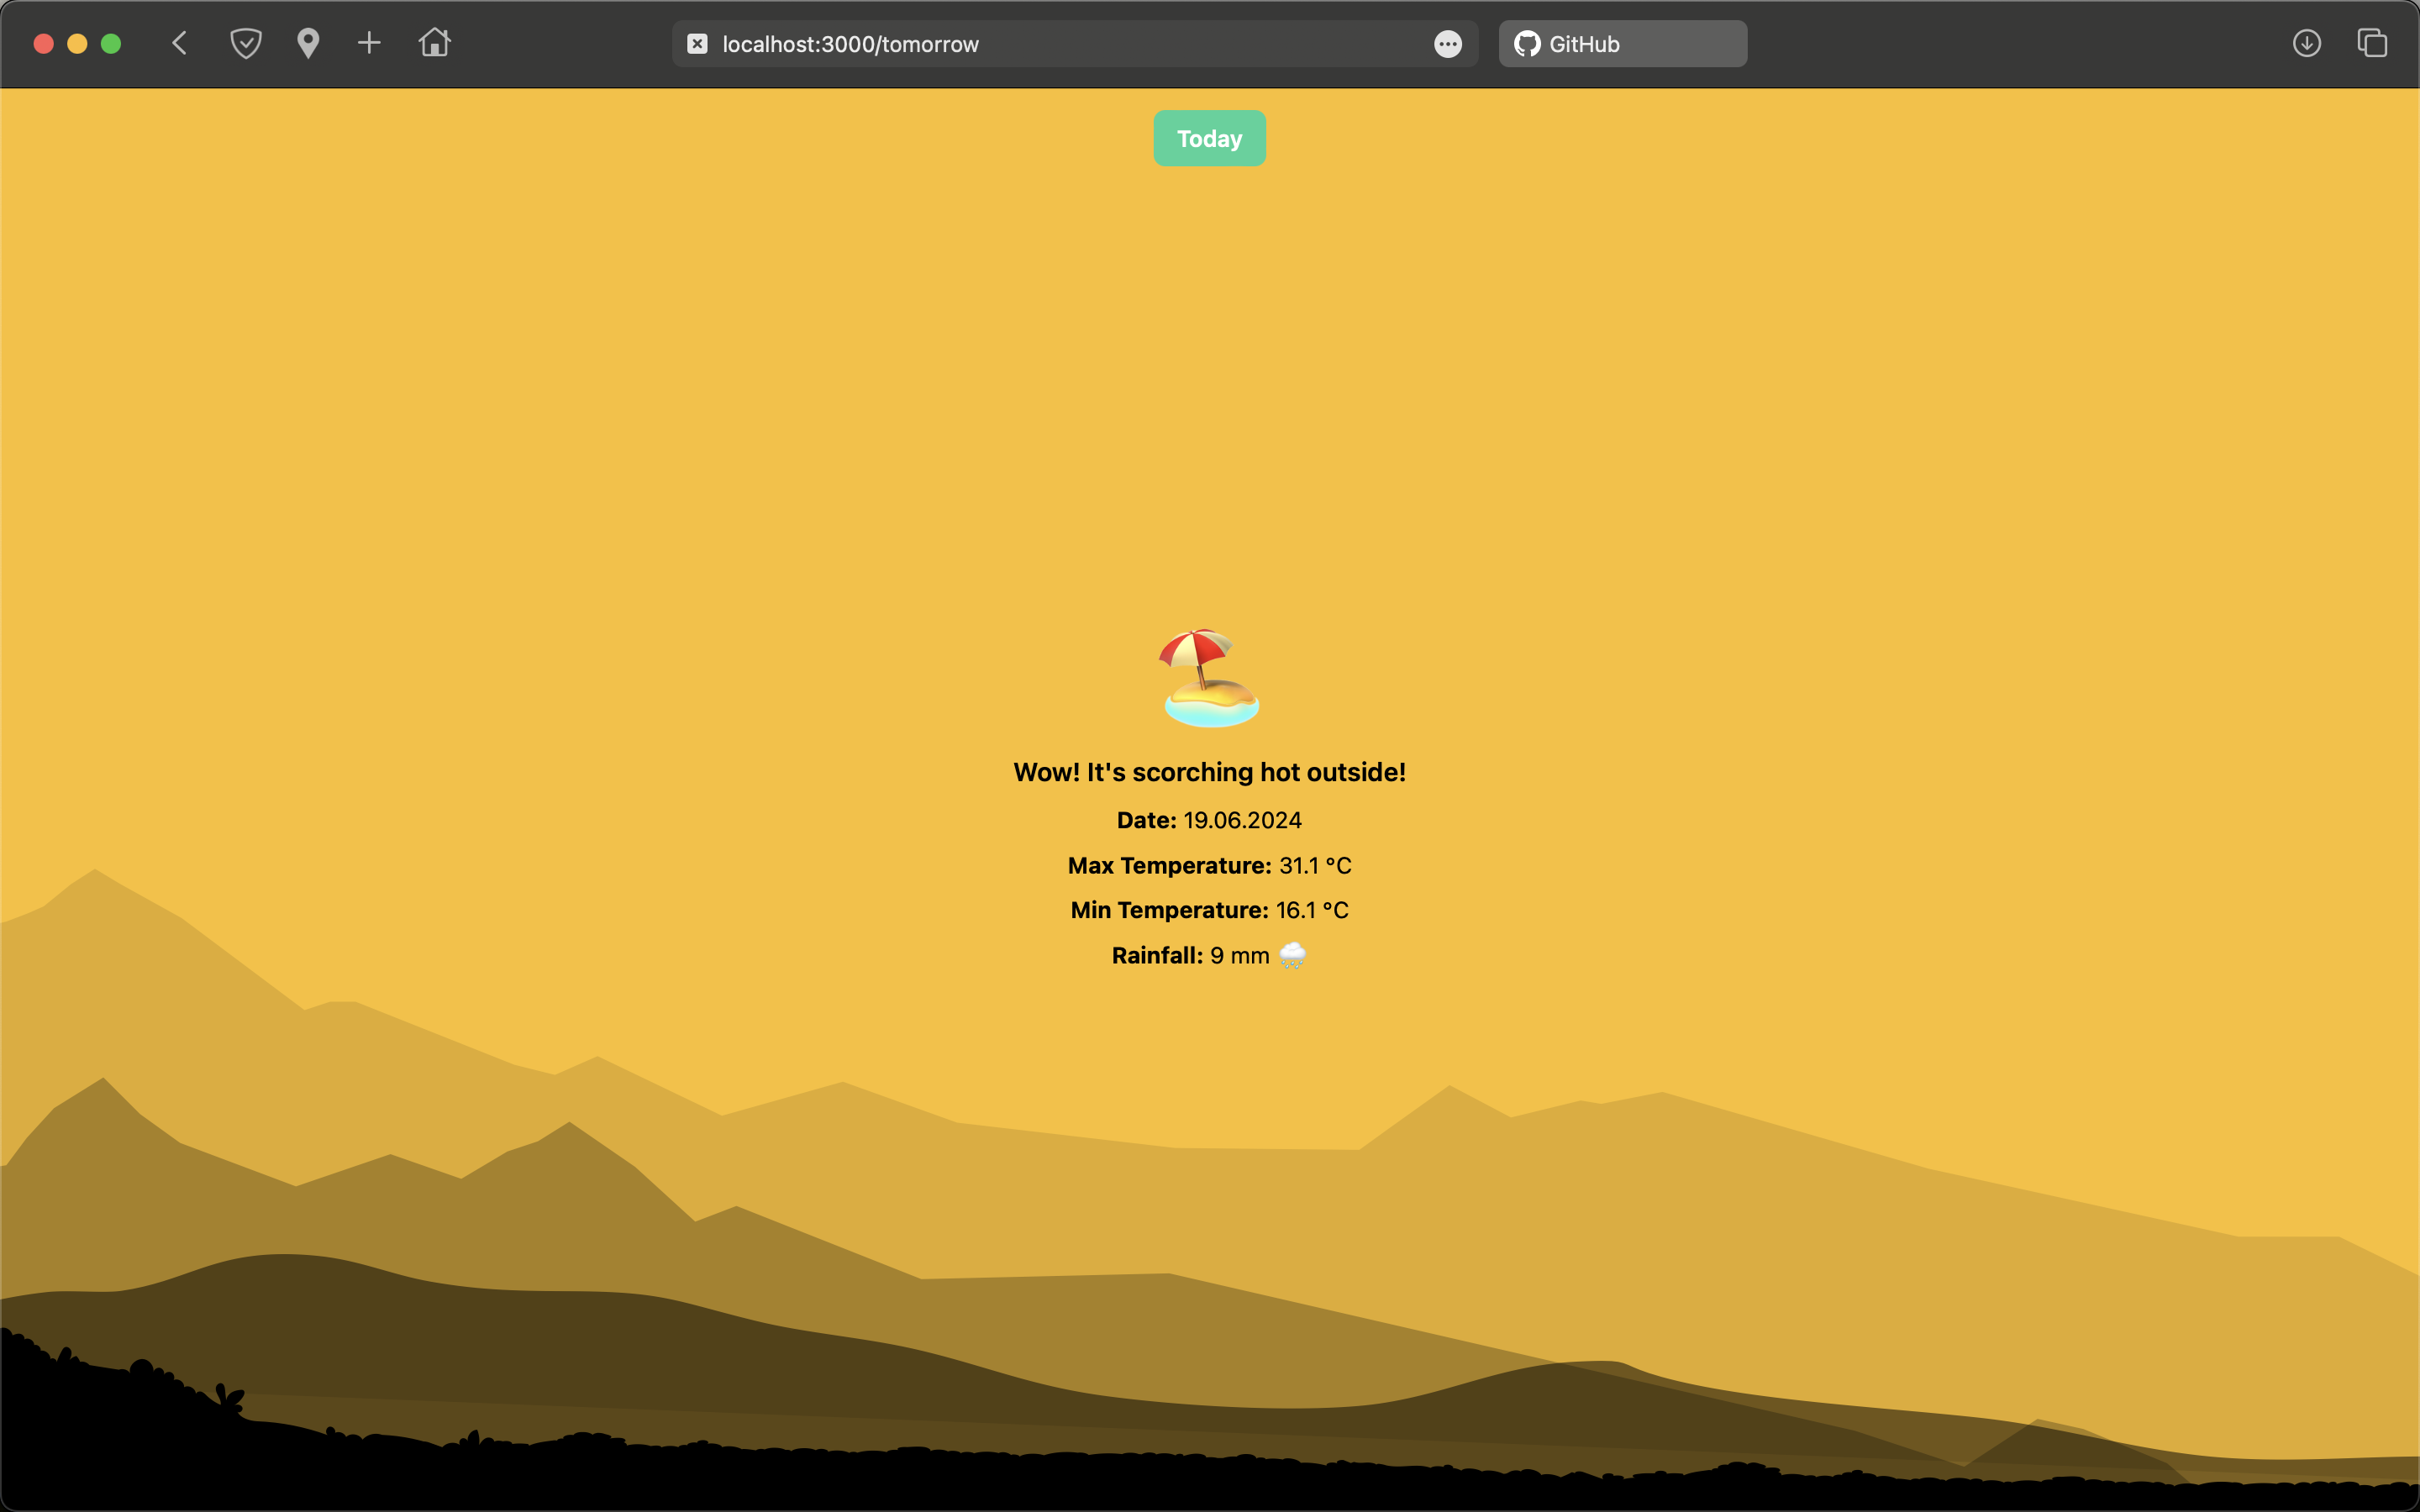 localhost:3000/tomorrow
GitHub
Today
Wow! It's scorching hot outside!
Date: 19.06.2024
Max Temperature: 31.1 °C
Min Temperature: 16.1 °C
Rainfall: 9 mm 🌧️